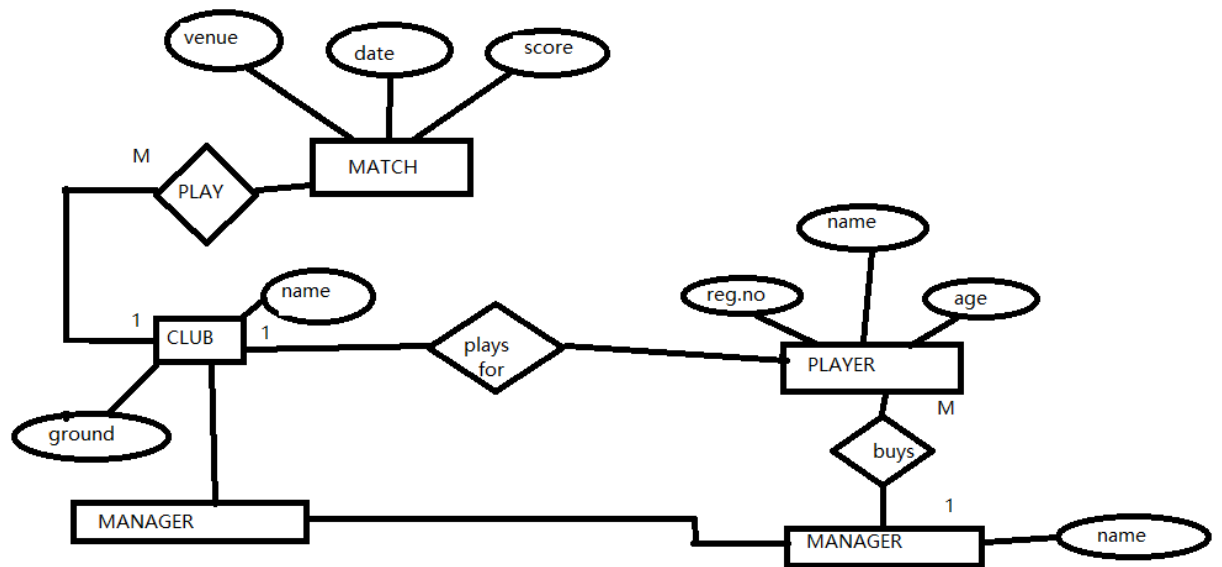 venue
date
score
M
MATCH
PLAY
name
name
reg.no
age
1
CLUB
1
plays
for
PLAYER
M
ground
buys
MANAGER
1
MANAGER
name